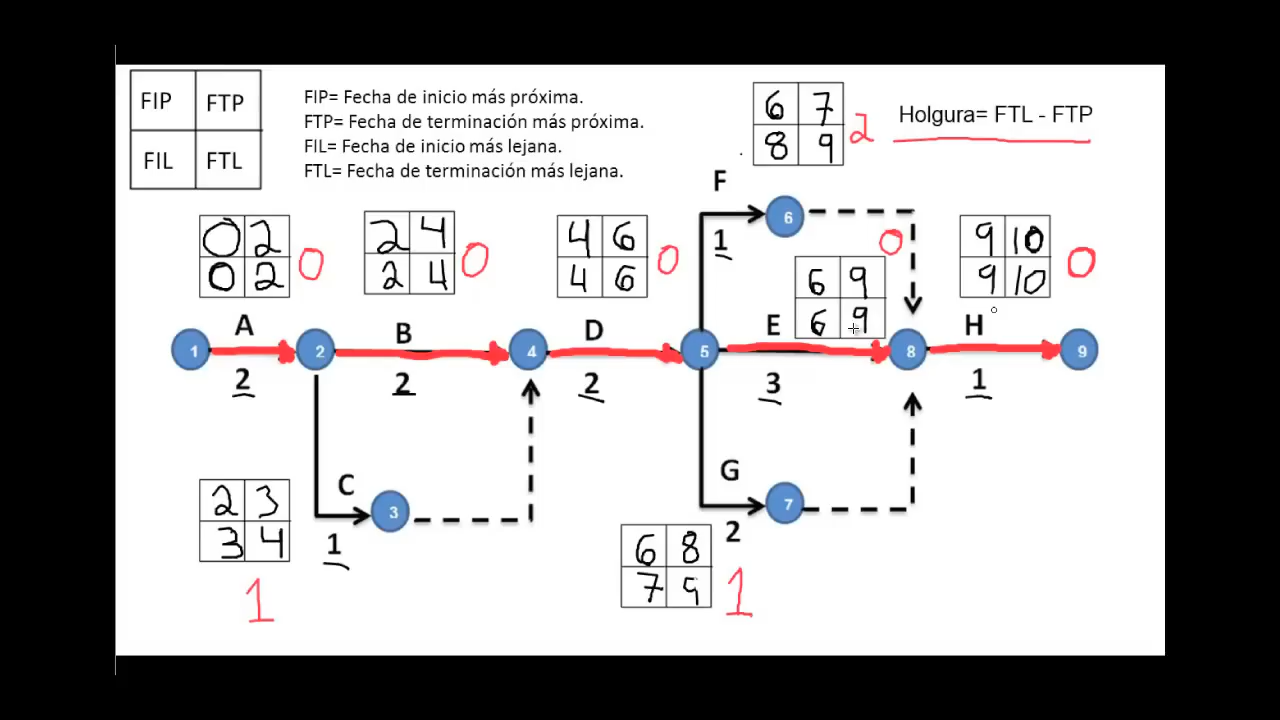 FIP FTP
FIL FTL
FIP= Fecha de inicio más próxima.
FTP= Fecha de terminación más próxima.
FIL= Fecha de inicio más lejana.
FTL= Fecha de terminación más lejana.
6 7
8 9
2
Holgura= FTL - FTP
F
1
6
0 2
0 2
0
2 4
2 4
0
4 6
4 6
0
6 9
6 9
0
9 10
9 10
0
1
A
2
2
B
2
4
D
2
5
E
3
8
H
1
9
2 3
3 4
1
C
1
3
G
2
7
6 8
7 9
1